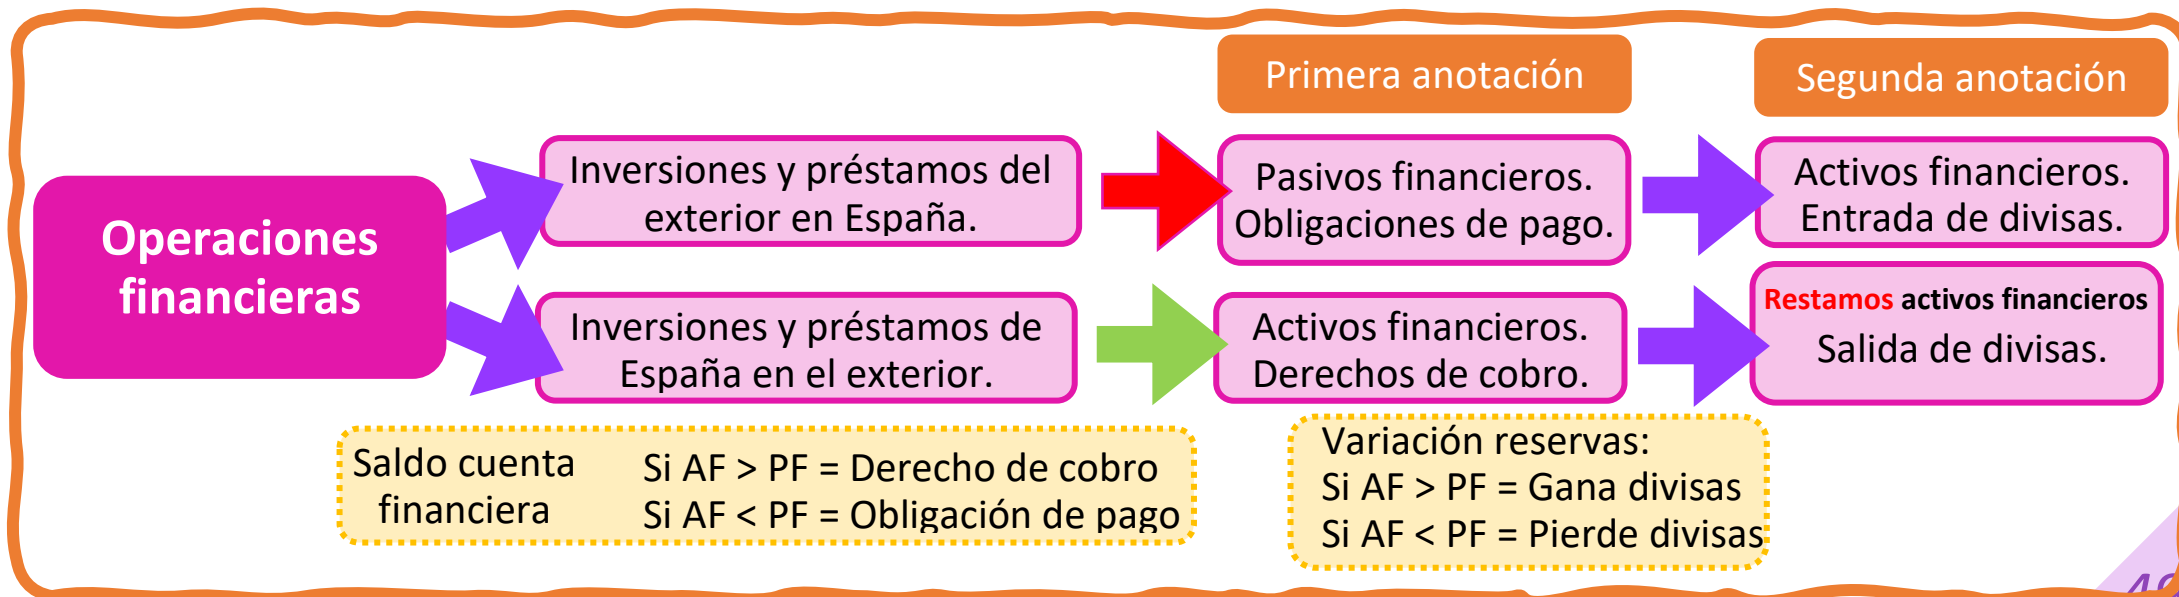 Primera anotación
Segunda anotación
Operaciones
financieras
Inversiones y préstamos del
exterior en España.
Pasivos financieros.
Obligaciones de pago.
Activos financieros.
Entrada de divisas.
Inversiones y préstamos de
España en el exterior.
Activos financieros.
Derechos de cobro.
Restamos activos financieros
Salida de divisas.
Saldo cuenta
financiera
Si AF > PF = Derecho de cobro
Si AF < PF = Obligación de pago
Variación reservas:
Si AF > PF = Gana divisas
Si AF < PF = Pierde divisas